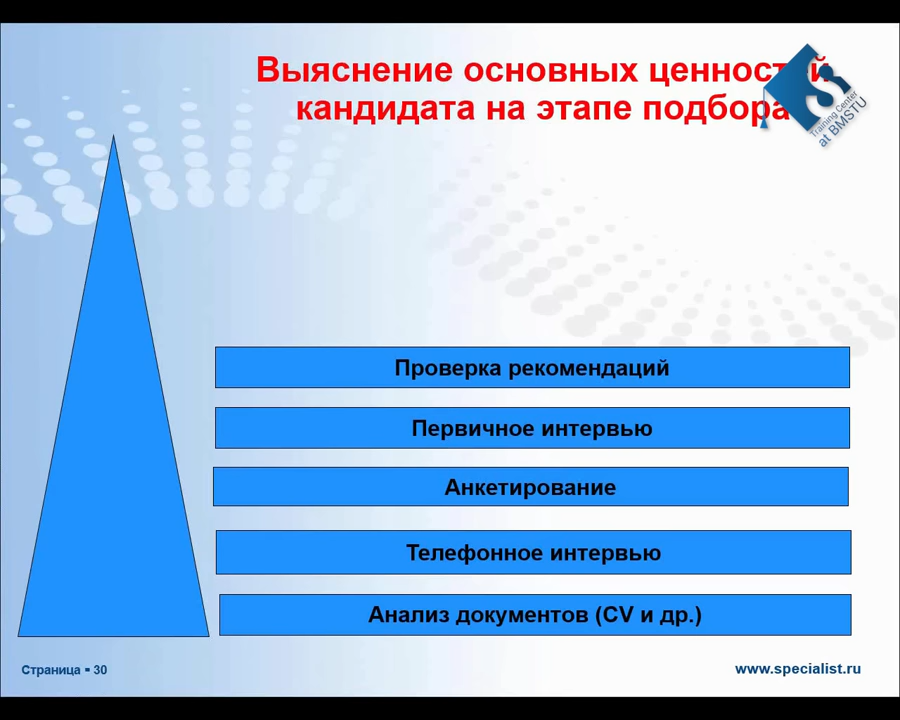 Выяснение основных ценностей
кандидата на этапе подбора
Training Center
at BMSTU
Проверка рекомендаций
Первичное интервью
Анкетирование
Телефонное интервью
Анализ документов (CV и др.)
Страница ▪ 30
www.specialist.ru